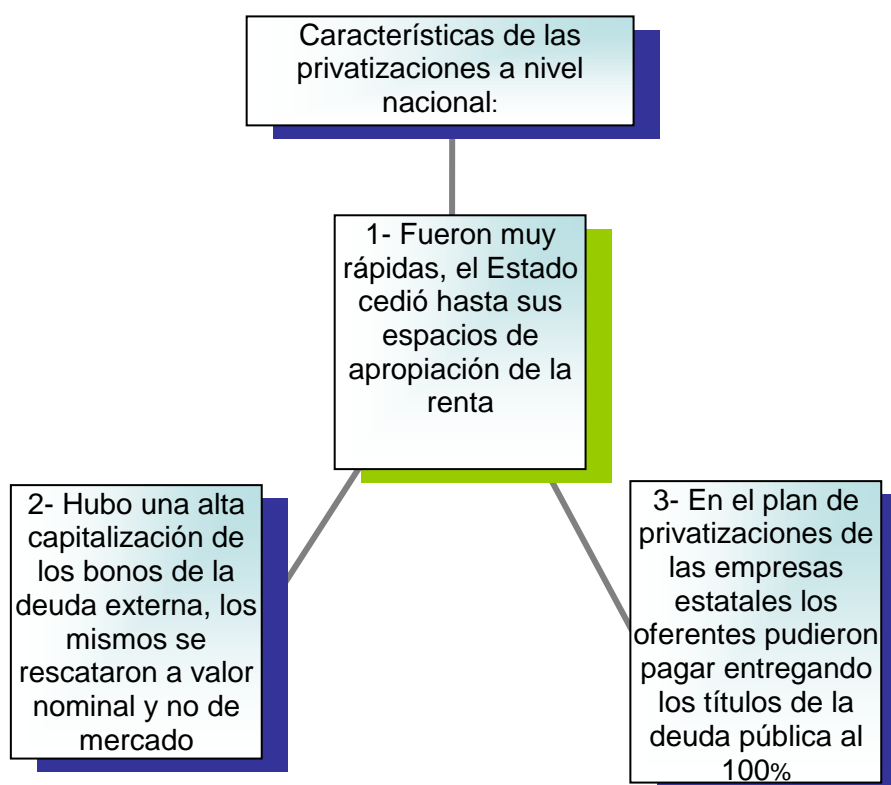 Características de las
privatizaciones a nivel
nacional:
1- Fueron muy
rápidas, el Estado
cedió hasta sus
espacios de
apropiación de la
renta
2- Hubo una alta
capitalización de
los bonos de la
deuda externa, los
mismos se
rescataron a valor
nominal y no de
mercado
3- En el plan de
privatizaciones de
las empresas
estatales los
oferentes pudieron
pagar entregando
los títulos de la
deuda pública al
100%